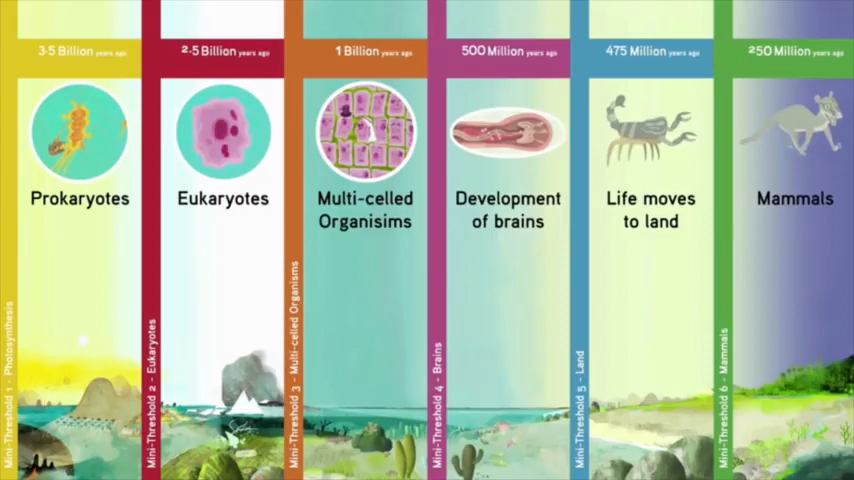 3.5 Billion years ago
2.5 Billion years ago
1 Billion years ago
500 Million years ago
475 Million years ago
250 Million years ago
Prokaryotes
Eukaryotes
Multi-celled
Organisims
Development
of brains
Life moves
to land
Mammals
Mini-Threshold 1 - Photosynthesis
Mini-Threshold 2 - Eukaryotes
Mini-Threshold 3 - Multi-celled Organisms
Mini-Threshold 4 - Brains
Mini-Threshold 5 - Land
Mini-Threshold 6 - Mammals